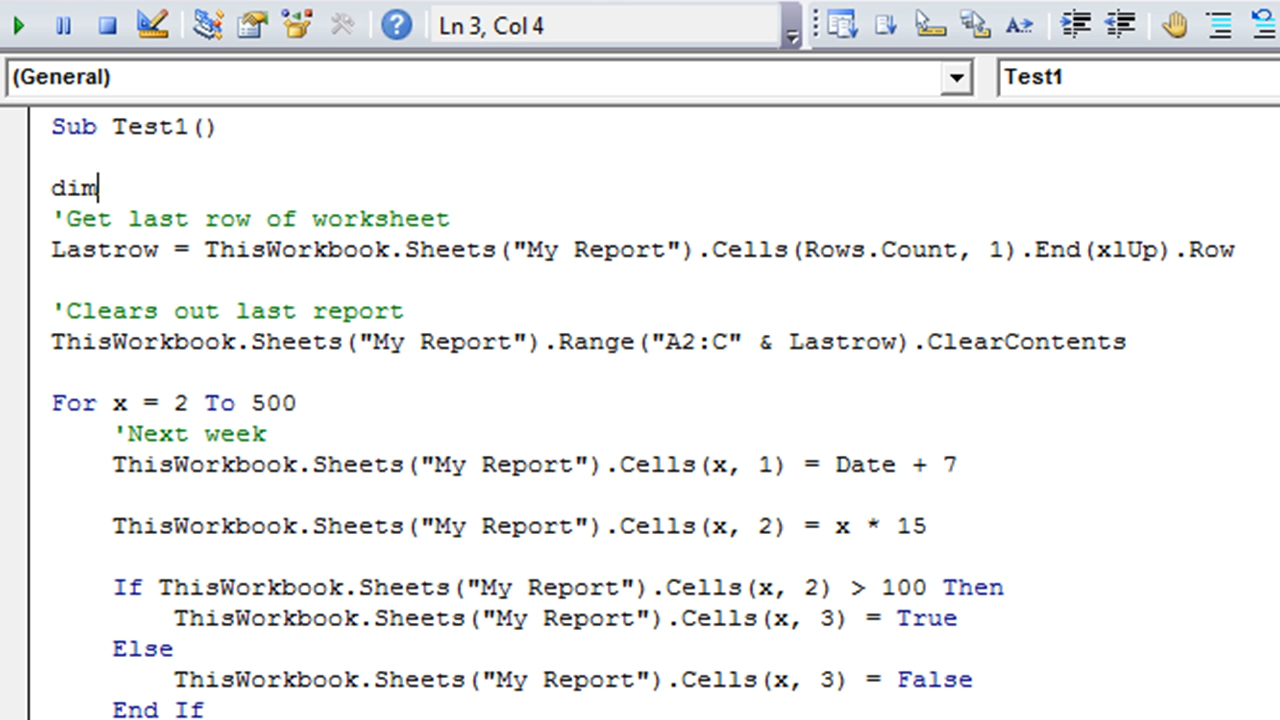 Ln 3, Col 4
(General)
Test1
Sub Test1()
dim
'Get last row of worksheet
Lastrow = ThisWorkbook.Sheets("My Report").Cells(Rows.Count, 1).End(xlUp).Row
'Clears out last report
ThisWorkbook.Sheets("My Report").Range("A2:C" & Lastrow).ClearContents
For x = 2 To 500
'Next week
ThisWorkbook.Sheets("My Report").Cells(x, 1) = Date + 7
ThisWorkbook.Sheets("My Report").Cells(x, 2) = x * 15
If ThisWorkbook.Sheets("My Report").Cells(x, 2) > 100 Then
ThisWorkbook.Sheets("My Report").Cells(x, 3) = True
Else
ThisWorkbook.Sheets("My Report").Cells(x, 3) = False
End If